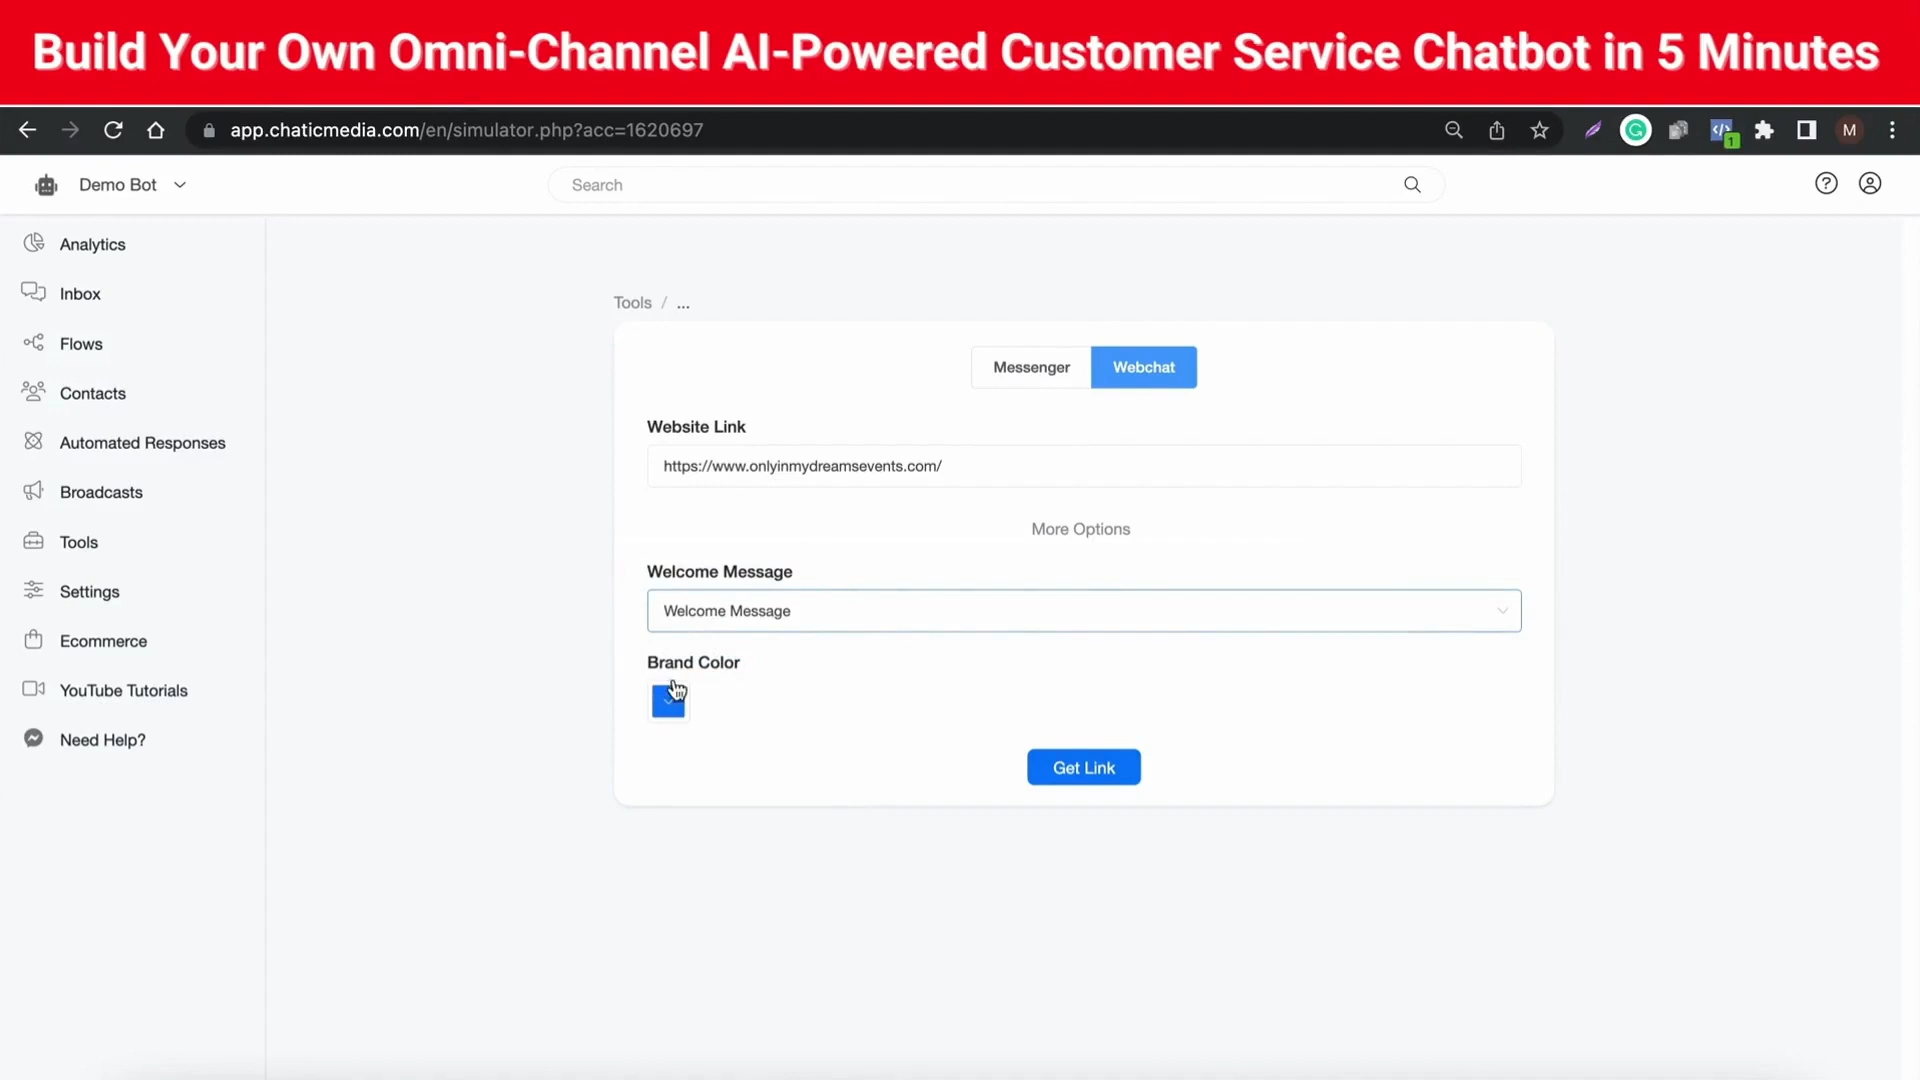 Build Your Own Omni-Channel AI-Powered Customer Service Chatbot in 5 Minutes
app.chaticmedia.com/en/simulator.php?acc=1620697
1
M
Demo Bot
Search
Analytics
Inbox
Flows
Contacts
Automated Responses
Broadcasts
Tools
Settings
Ecommerce
YouTube Tutorials
Need Help?
Tools / ...
Messenger Webchat
Website Link
https://www.onlyinmydreamsevents.com/
More Options
Welcome Message
Welcome Message
Brand Color
Get Link